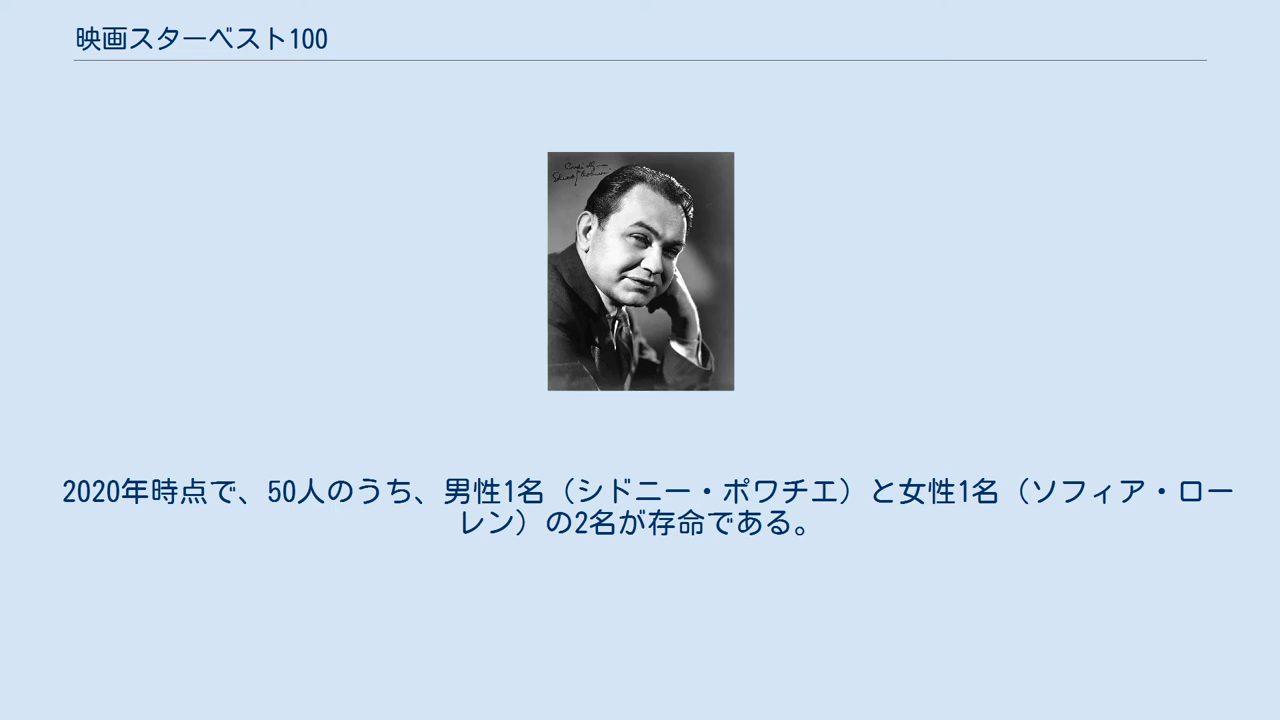 映画スターベスト100
2020年時点で、50人のうち、男性1名（シドニー・ポワチエ）と女性1名（ソフィア・ロー
レン）の2名が存命である。